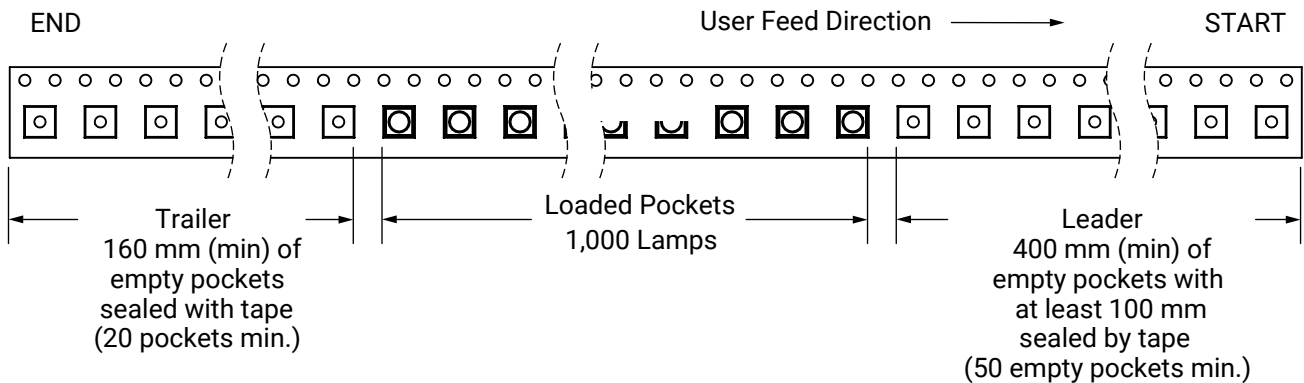 END
User Feed Direction
START
Trailer
160 mm (min) of
empty pockets
sealed with tape
(20 pockets min.)
Loaded Pockets
1,000 Lamps
Leader
400 mm (min) of
empty pockets with
at least 100 mm
sealed by tape
(50 empty pockets min.)